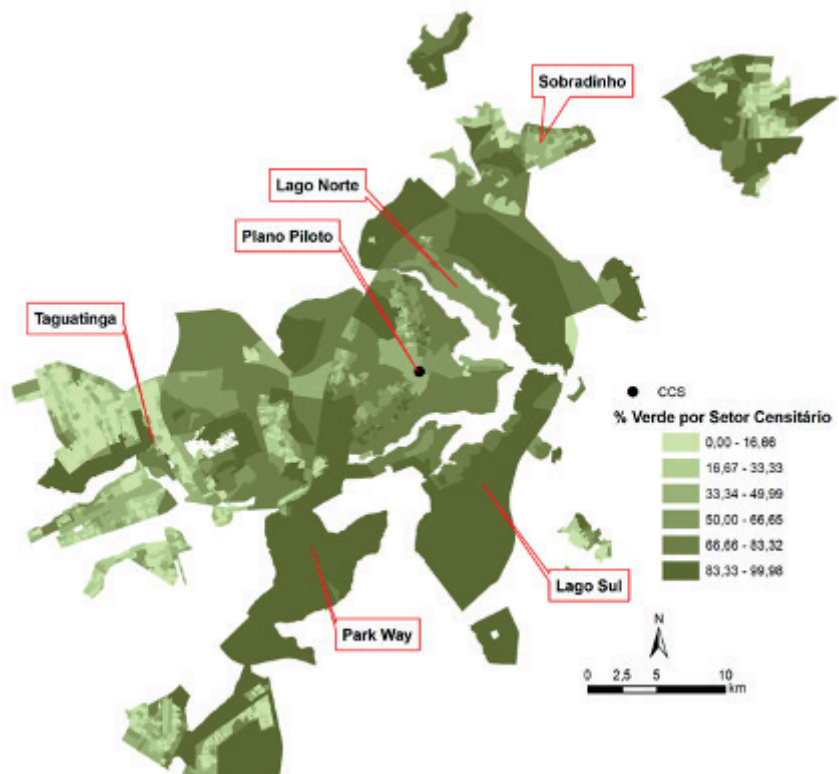 Sobradinho
Lago Norte
Plano Piloto
Taguatinga
CCS
% Verde por Setor Censitário
0,00 - 16,66
16,67 - 33,33
33,34 - 49,99
50,00 - 66,65
66,66 - 83,32
83,33 - 99,98
Lago Sul
Park Way
N
0 2,5 5 10
km